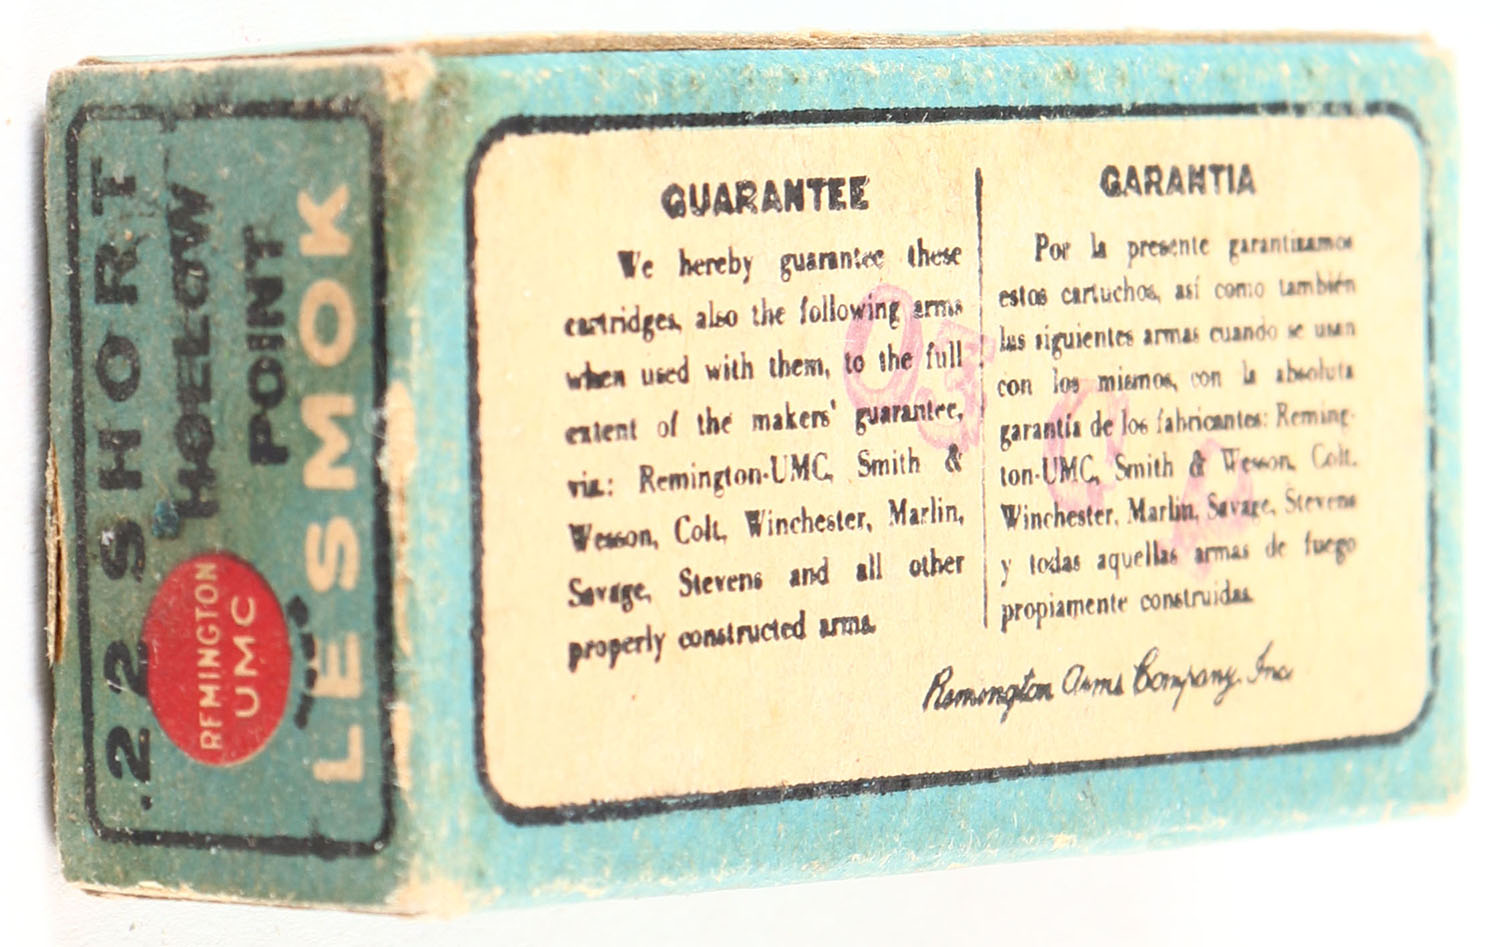 .22 SHORT
HOLLOW
POINT
REMINGTON
UMC
LESMOK
GUARANTEE
We hereby guarantee these
cartridges, also the following arms
when used with them, to the full
extent of the makers' guarantee,
viz.: Remington-UMC, Smith &
Wesson, Colt, Winchester, Marlin,
Savage, Stevens and all other
properly constructed arms.
GARANTIA
Por la presente garantizamos
estos cartuchos, así como también
las siguientes armas cuando se usan
con los mismos, con la absoluta
garantía de los fabricantes: Reming-
ton-UMC, Smith & Wesson, Colt,
Winchester, Marlin, Savage, Stevens
y todas aquellas armas de fuego
propiamente construidas.
Remington Arms Company, Inc